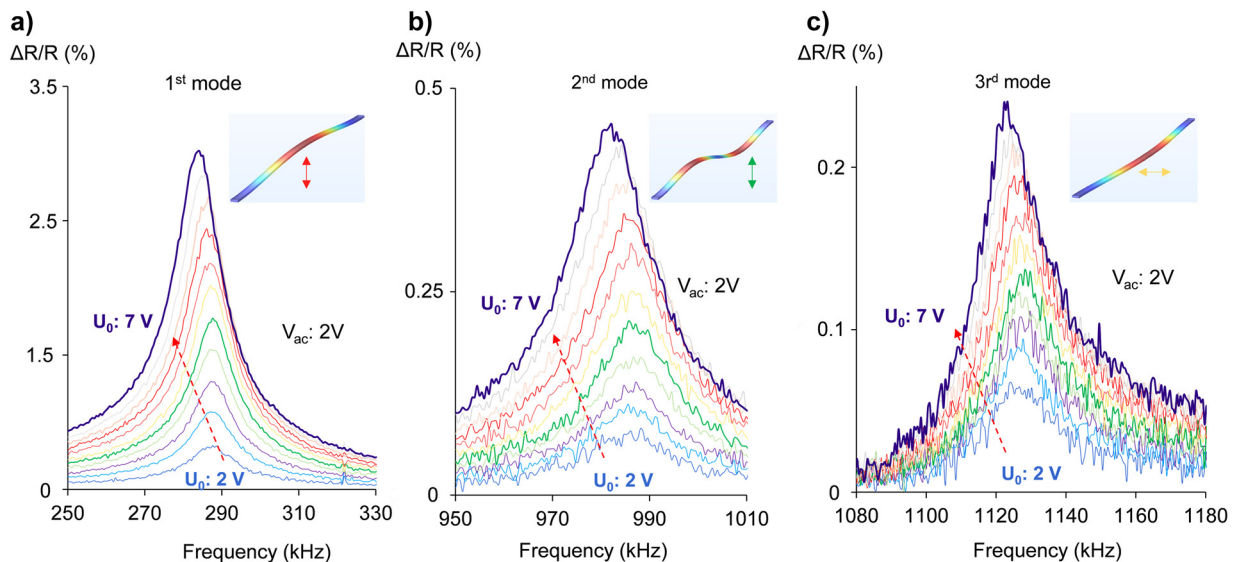 a)
ΔR/R (%)
1st mode
3.5
2.5
1.5
0
U0: 7 V
Vac: 2V
U0: 2 V
250 270 290 310 330
Frequency (kHz)
b)
ΔR/R (%)
2nd mode
0.5
0.25
0
Vac: 2V
U0: 7 V
U0: 2 V
950 970 990 1010
Frequency (kHz)
c)
ΔR/R (%)
3rd mode
0.2
0.1
0
Vac: 2V
U0: 7 V
U0: 2 V
1080 1100 1120 1140 1160 1180
Frequency (kHz)